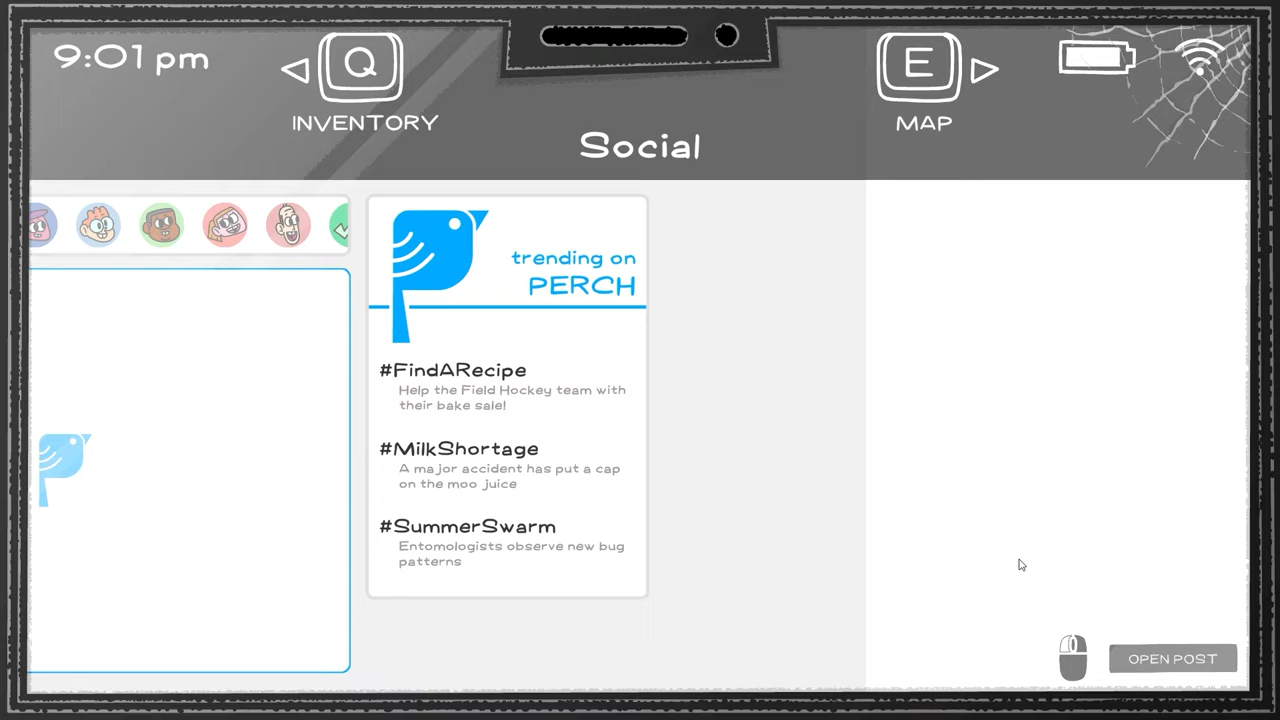 9:01 pm
Q
INVENTORY
E
MAP
Social
trending on
PERCH
#FindARecipe
Help the Field Hockey team with
their bake sale!
#MilkShortage
A major accident has put a cap
on the moo juice
#SummerSwarm
Entomologists observe new bug
patterns
OPEN POST